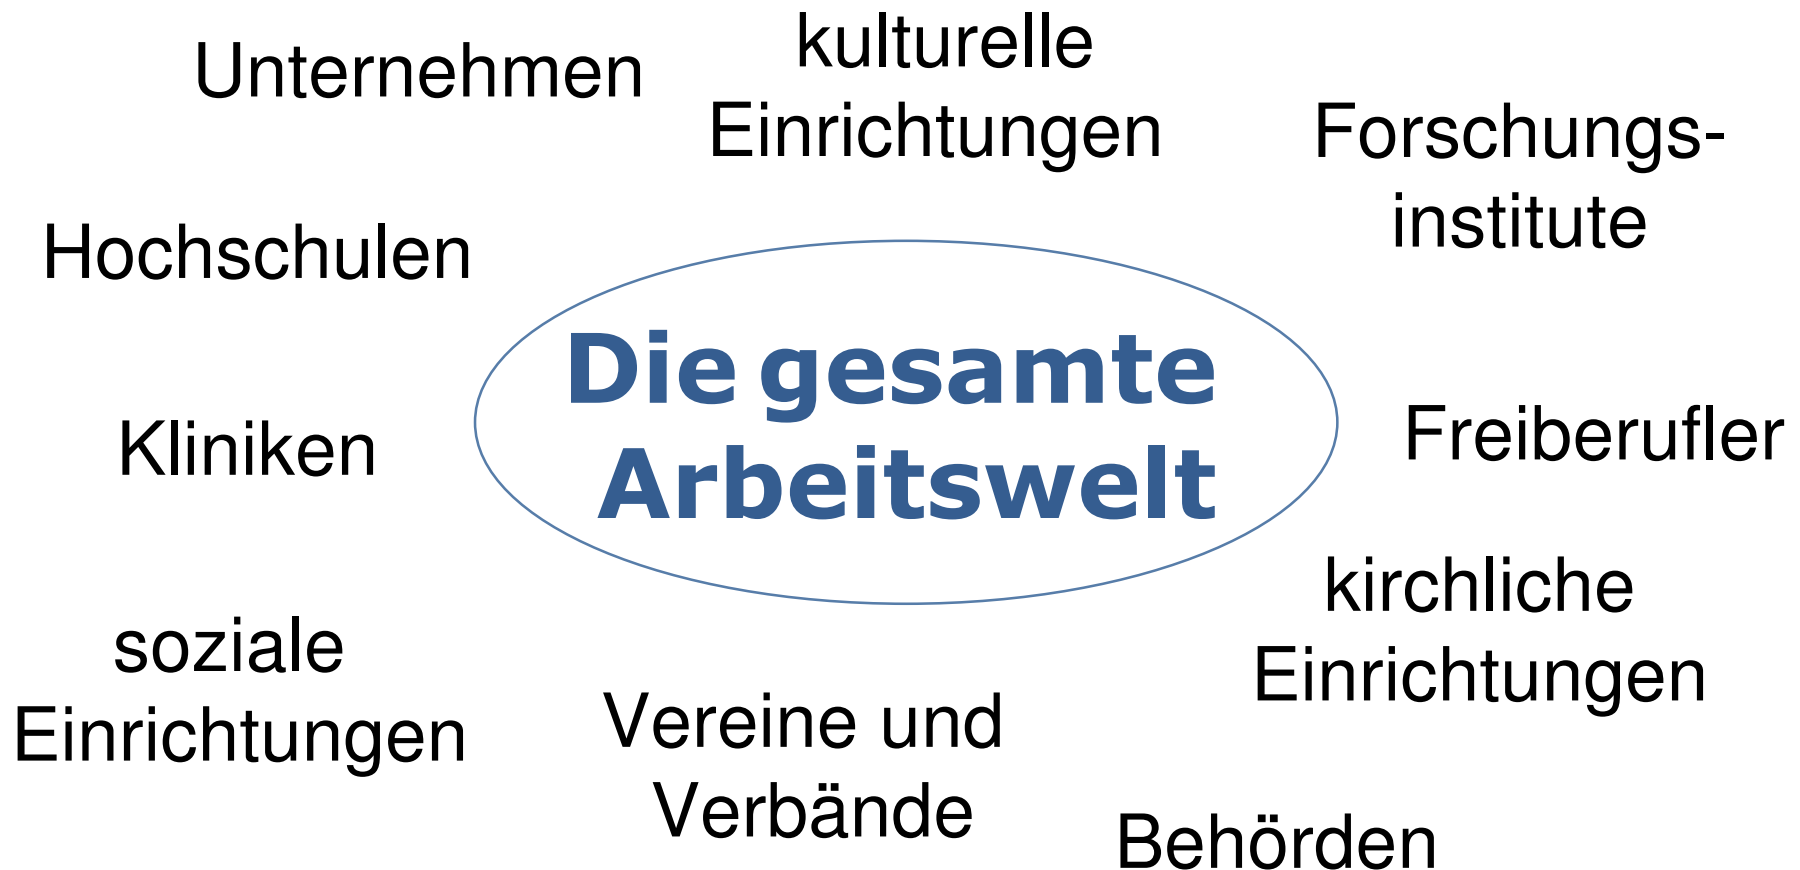 Unternehmen
kulturelle
Einrichtungen
Forschungs-
institute
Hochschulen
Die gesamte
Arbeitswelt
Kliniken
Freiberufler
kirchliche
Einrichtungen
soziale
Einrichtungen
Vereine und
Verbände
Behörden